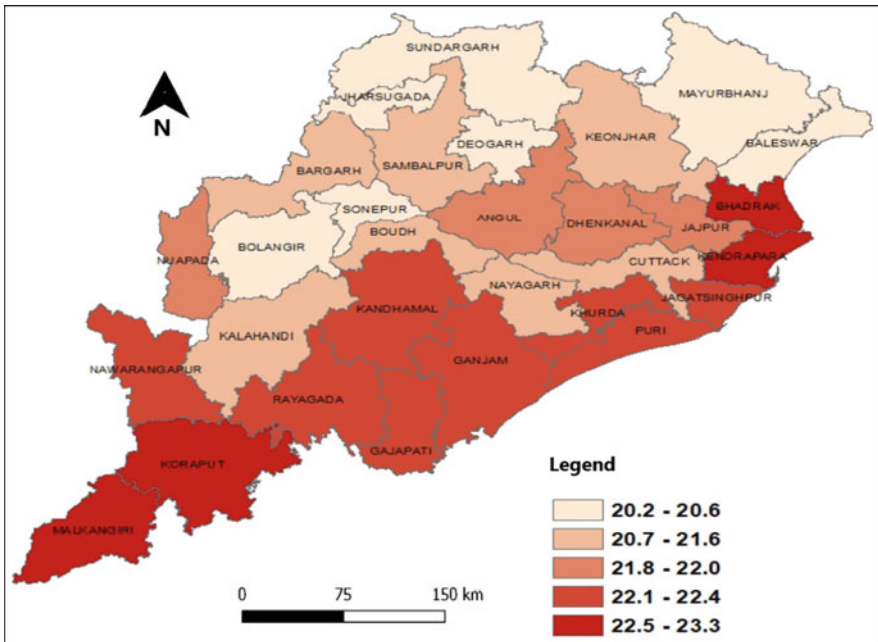 SUNDARGARH
JHARSUGADA
MAYURBHANJ
DEOGARH
KEONJHAR
BALESWAR
BARGARH
SAMBALPUR
BHADRAK
SONEPUR
ANGUL
DHENKANAL
JAJPUR
BOLANGIR
BOUDH
NUAPADA
CUTTACK
KENDRAPARA
NAYAGARH
JAGATSINGHPUR
KANDHAMAL
KHURDA
KALAHANDI
PURI
GANJAM
NAWARANGAPUR
RAYAGADA
GAJAPATI
KORAPUT
MALKANGIRI
N
Legend
20.2 - 20.6
20.7 - 21.6
21.8 - 22.0
22.1 - 22.4
22.5 - 23.3
0 75 150 km